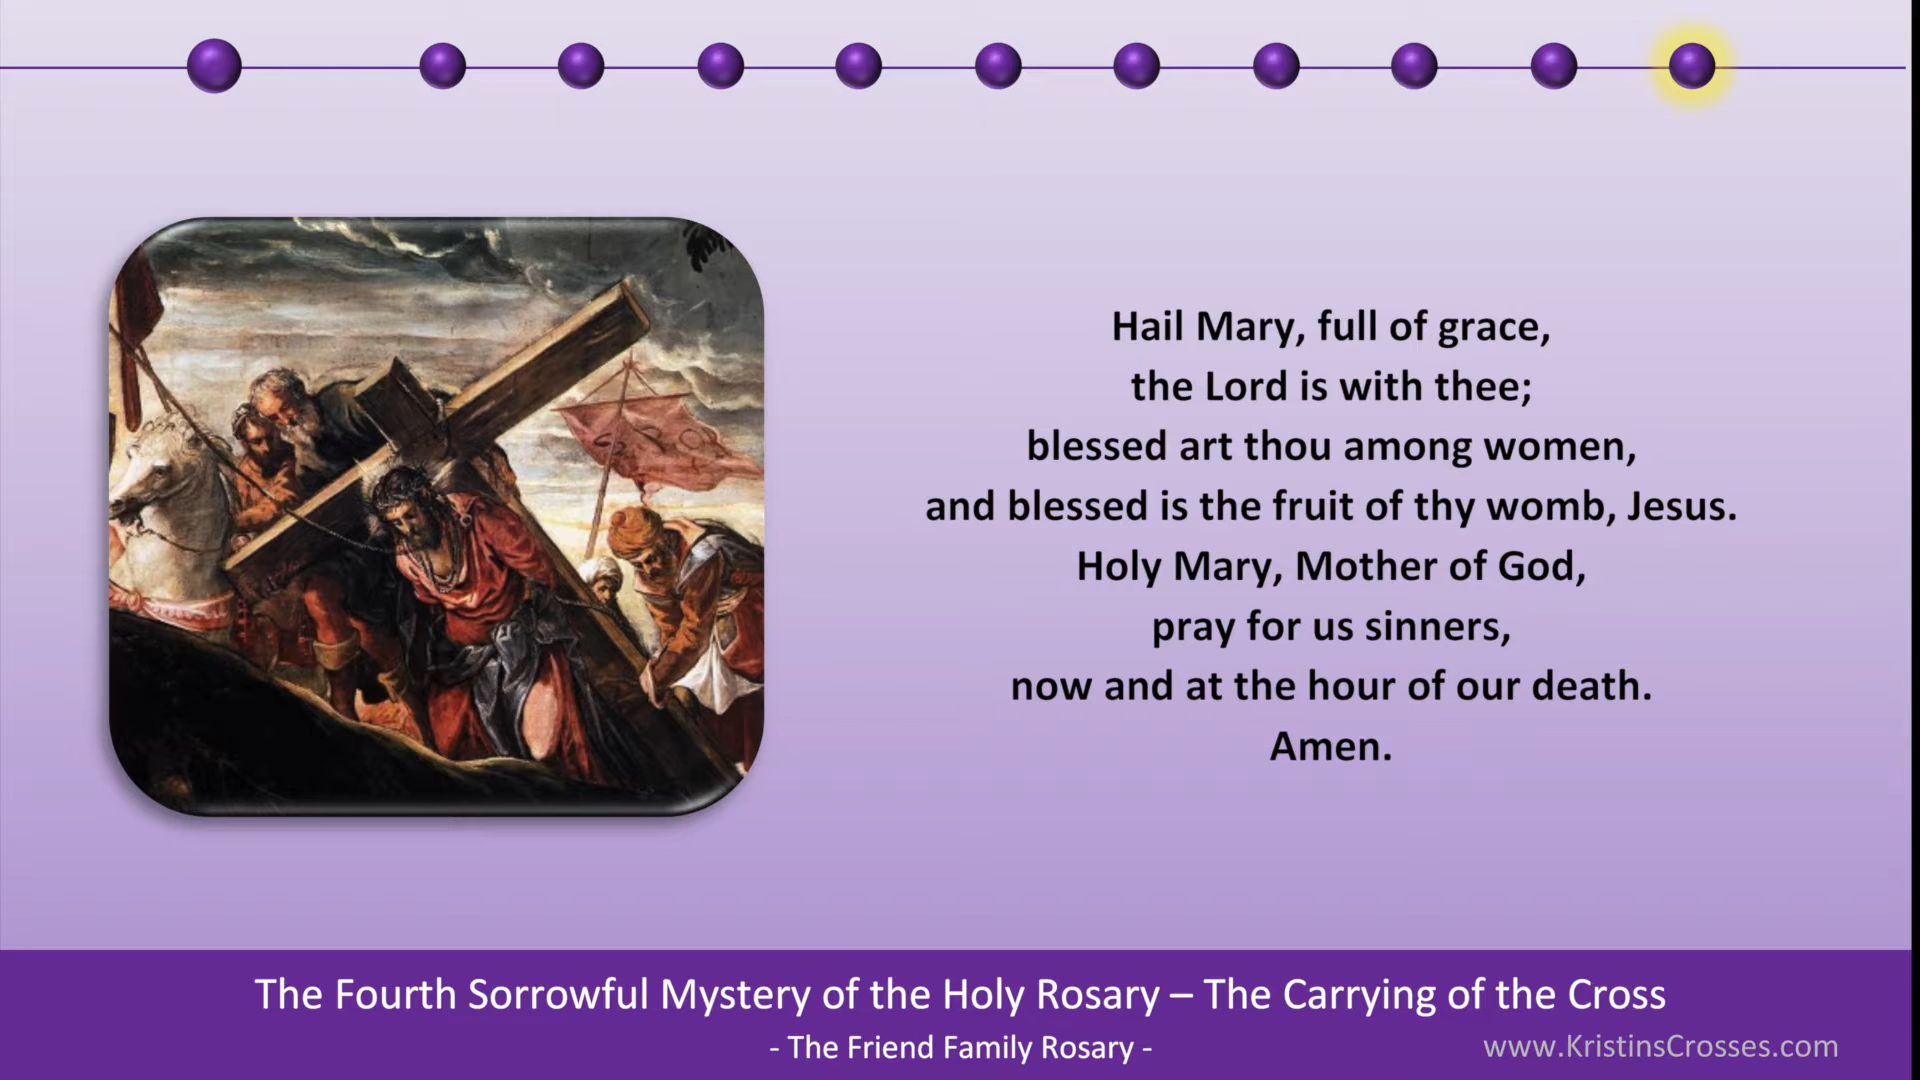 Hail Mary, full of grace,
the Lord is with thee;
blessed art thou among women,
and blessed is the fruit of thy womb, Jesus.
Holy Mary, Mother of God,
pray for us sinners,
now and at the hour of our death.
Amen.
The Fourth Sorrowful Mystery of the Holy Rosary – The Carrying of the Cross
- The Friend Family Rosary -
www.KristinsCrosses.com